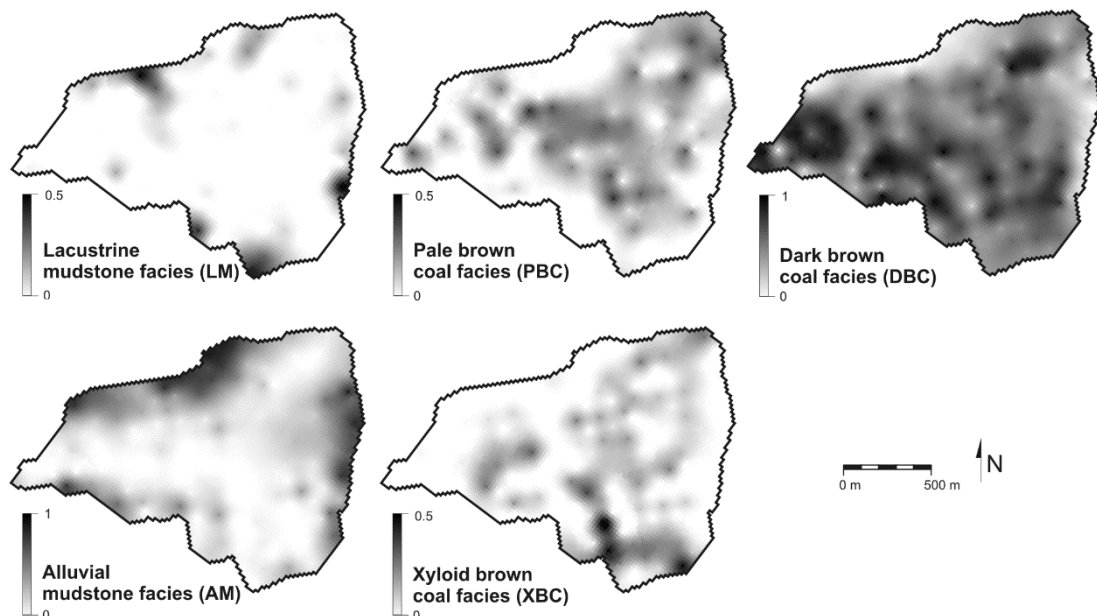 0.5
Lacustrine
mudstone facies (LM)
0
0.5
Pale brown
coal facies (PBC)
0
1
Dark brown
coal facies (DBC)
0
1
Alluvial
mudstone facies (AM)
0
0.5
Xyloid brown
coal facies (XBC)
0
N
0 m 500 m